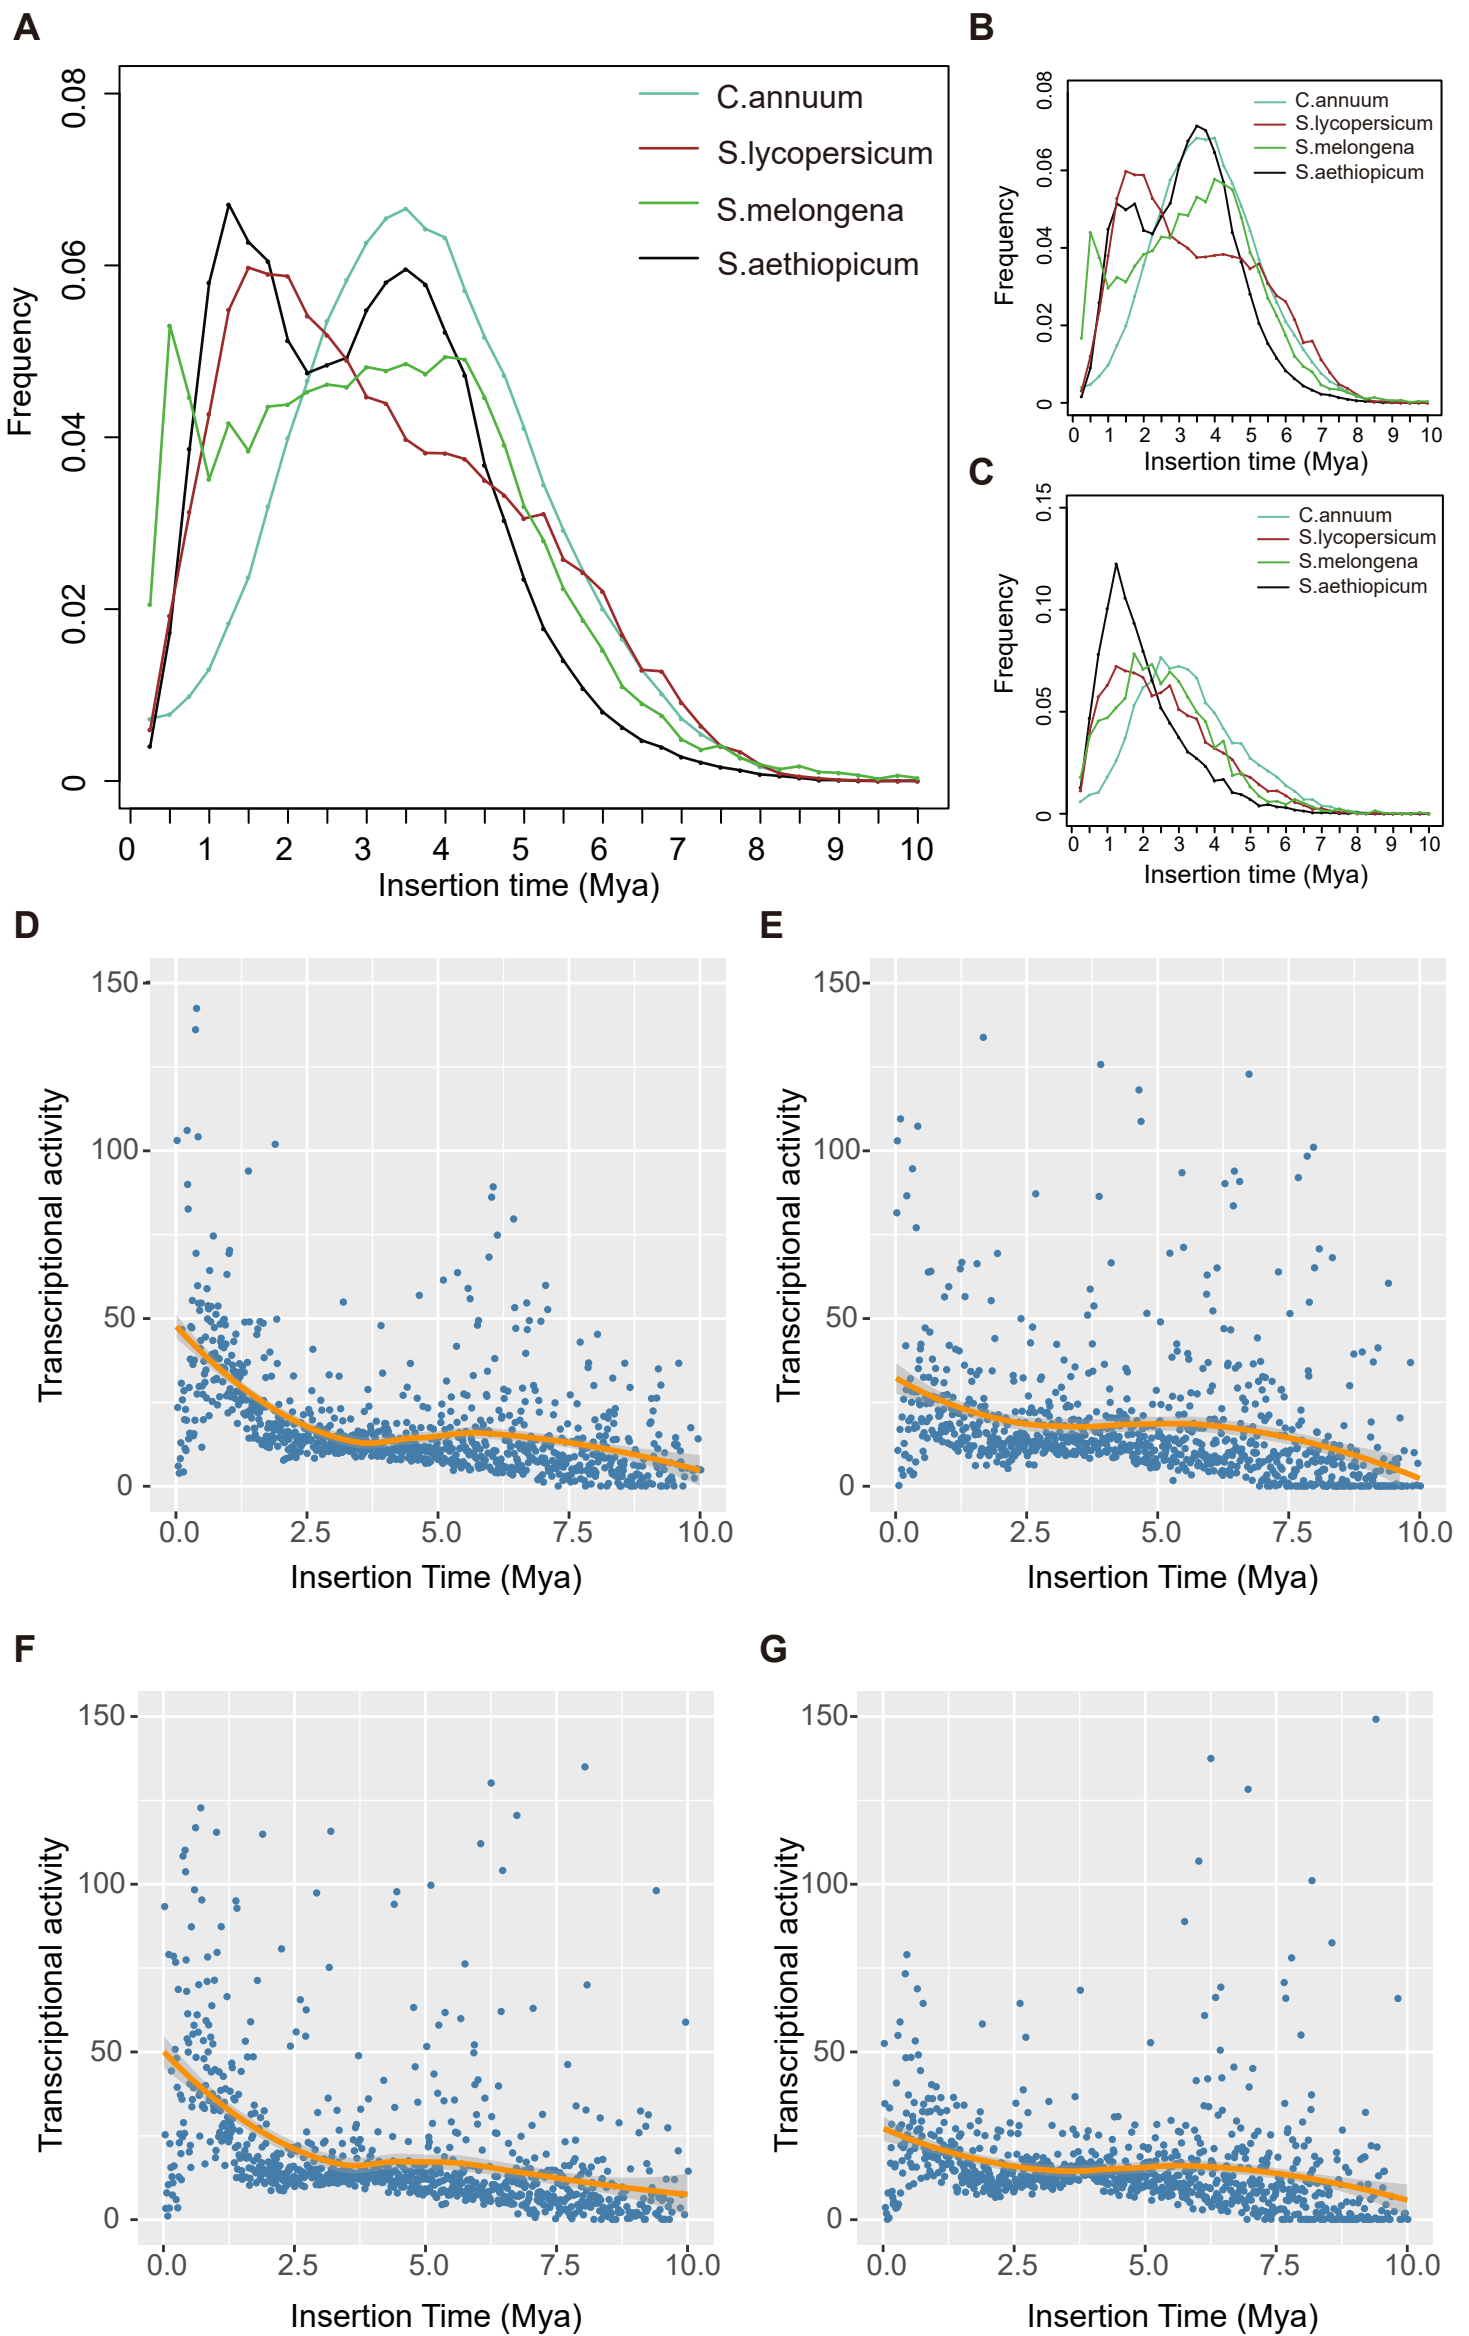 A
Frequency
0.08
0.06
0.04
0.02
0
C.annuum
S.lycopersicum
S.melongena
S.aethiopicum
0 1 2 3 4 5 6 7 8 9 10
Insertion time (Mya)
B
Frequency
0.08
0.06
0.04
0.02
0
C.annuum
S.lycopersicum
S.melongena
S.aethiopicum
0 1 2 3 4 5 6 7 8 9 10
Insertion time (Mya)
C
Frequency
0.15
0.10
0.05
0
C.annuum
S.lycopersicum
S.melongena
S.aethiopicum
0 1 2 3 4 5 6 7 8 9 10
Insertion time (Mya)
D
Transcriptional activity
150
100
50
0
0.0 2.5 5.0 7.5 10.0
Insertion Time (Mya)
E
Transcriptional activity
150
100
50
0
0.0 2.5 5.0 7.5 10.0
Insertion Time (Mya)
F
Transcriptional activity
150
100
50
0
0.0 2.5 5.0 7.5 10.0
Insertion Time (Mya)
G
Transcriptional activity
150
100
50
0
0.0 2.5 5.0 7.5 10.0
Insertion Time (Mya)